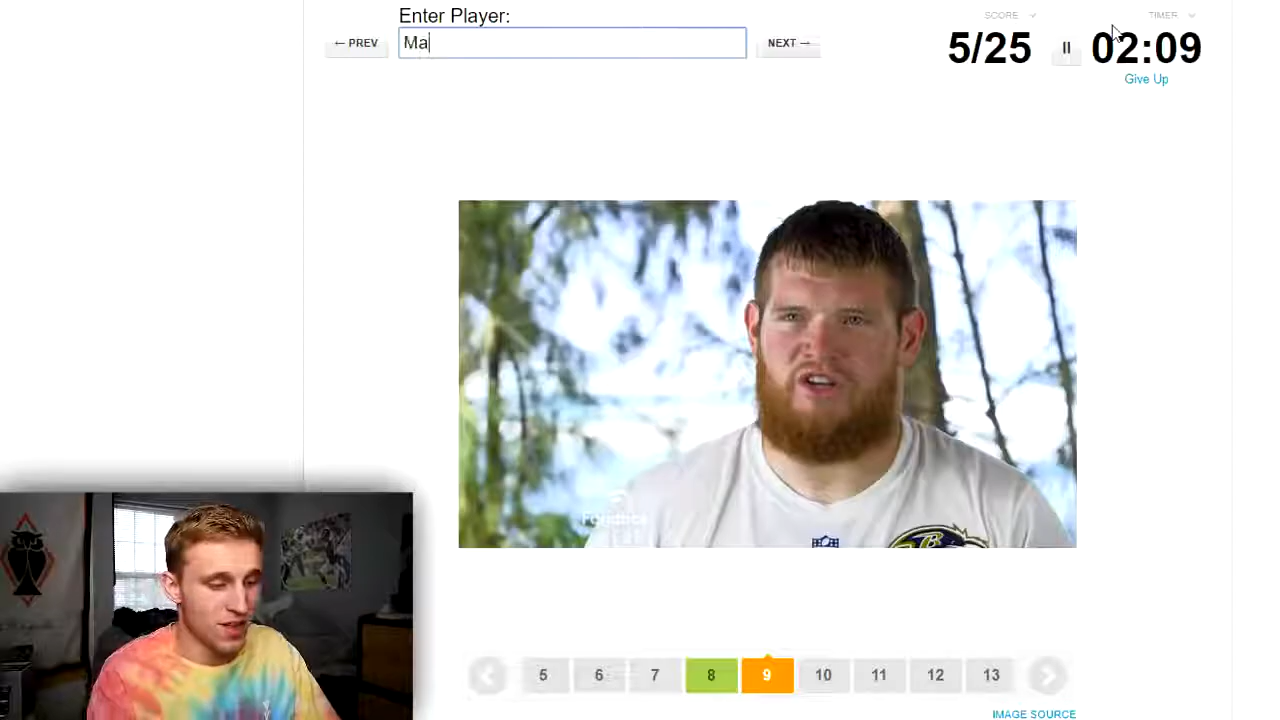 Enter Player:
← PREV
Ma
NEXT →
SCORE
5/25
TIMER
02:09
Give Up
5
6
7
8
9
10
11
12
13
IMAGE SOURCE